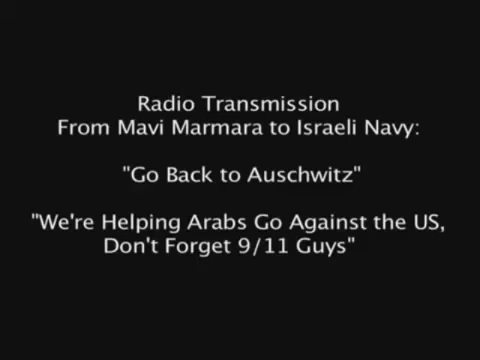 Radio Transmission
From Mavi Marmara to Israeli Navy:
"Go Back to Auschwitz"
"We're Helping Arabs Go Against the US,
Don't Forget 9/11 Guys"